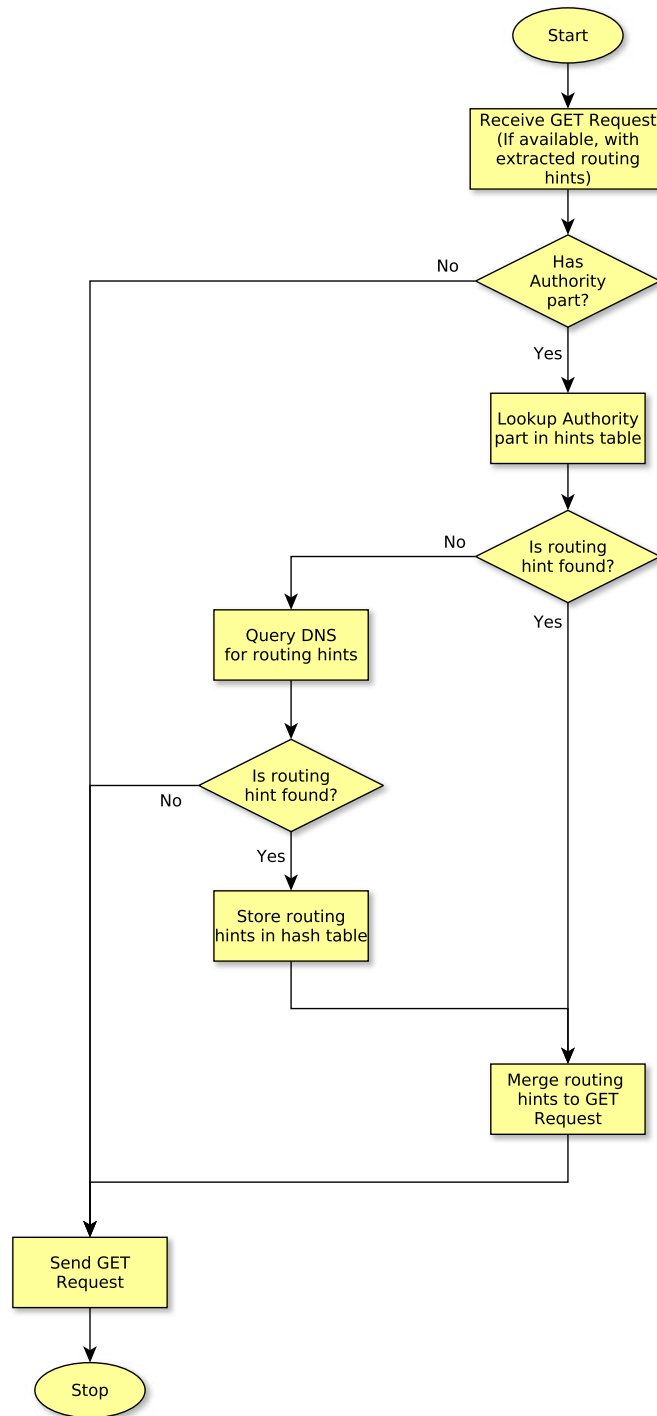 Start
Receive GET Request
(If available, with
extracted routing
hints)
No
Has
Authority
part?
Yes
Lookup Authority
part in hints table
No
Is routing
hint found?
Yes
Query DNS
for routing hints
Is routing
hint found?
No
Yes
Store routing
hints in hash table
Merge routing
hints to GET
Request
Send GET
Request
Stop